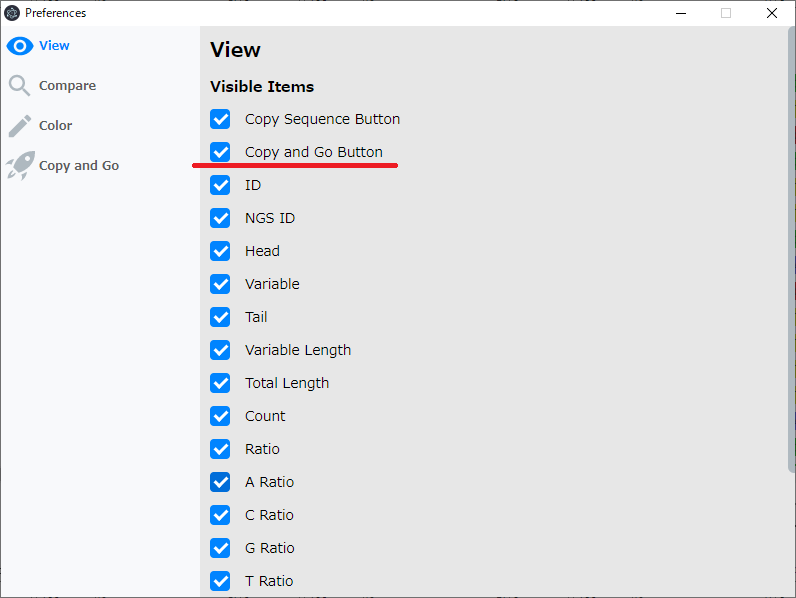 Preferences
View
Compare
Color
Copy and Go
View
Visible Items
Copy Sequence Button
Copy and Go Button
ID
NGS ID
Head
Variable
Tail
Variable Length
Total Length
Count
Ratio
A Ratio
C Ratio
G Ratio
T Ratio